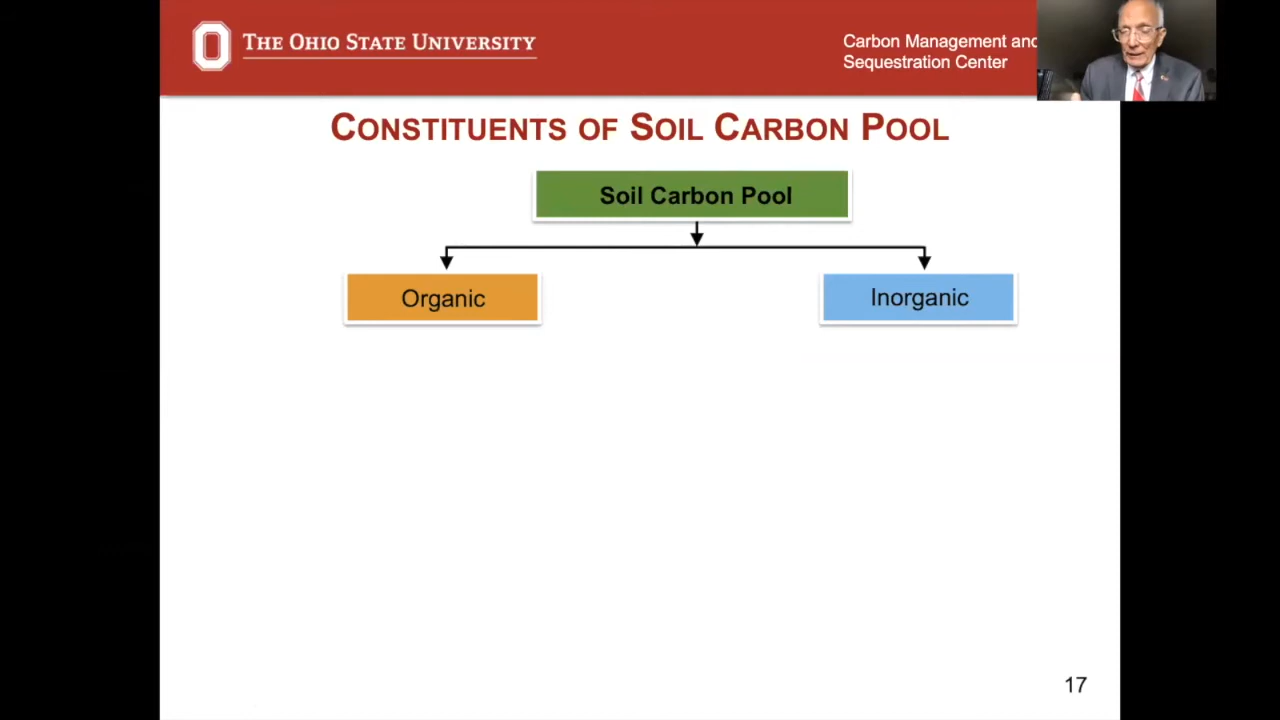 THE OHIO STATE UNIVERSITY
Carbon Management and
Sequestration Center
CONSTITUENTS OF SOIL CARBON POOL
Soil Carbon Pool
Organic
Inorganic
17